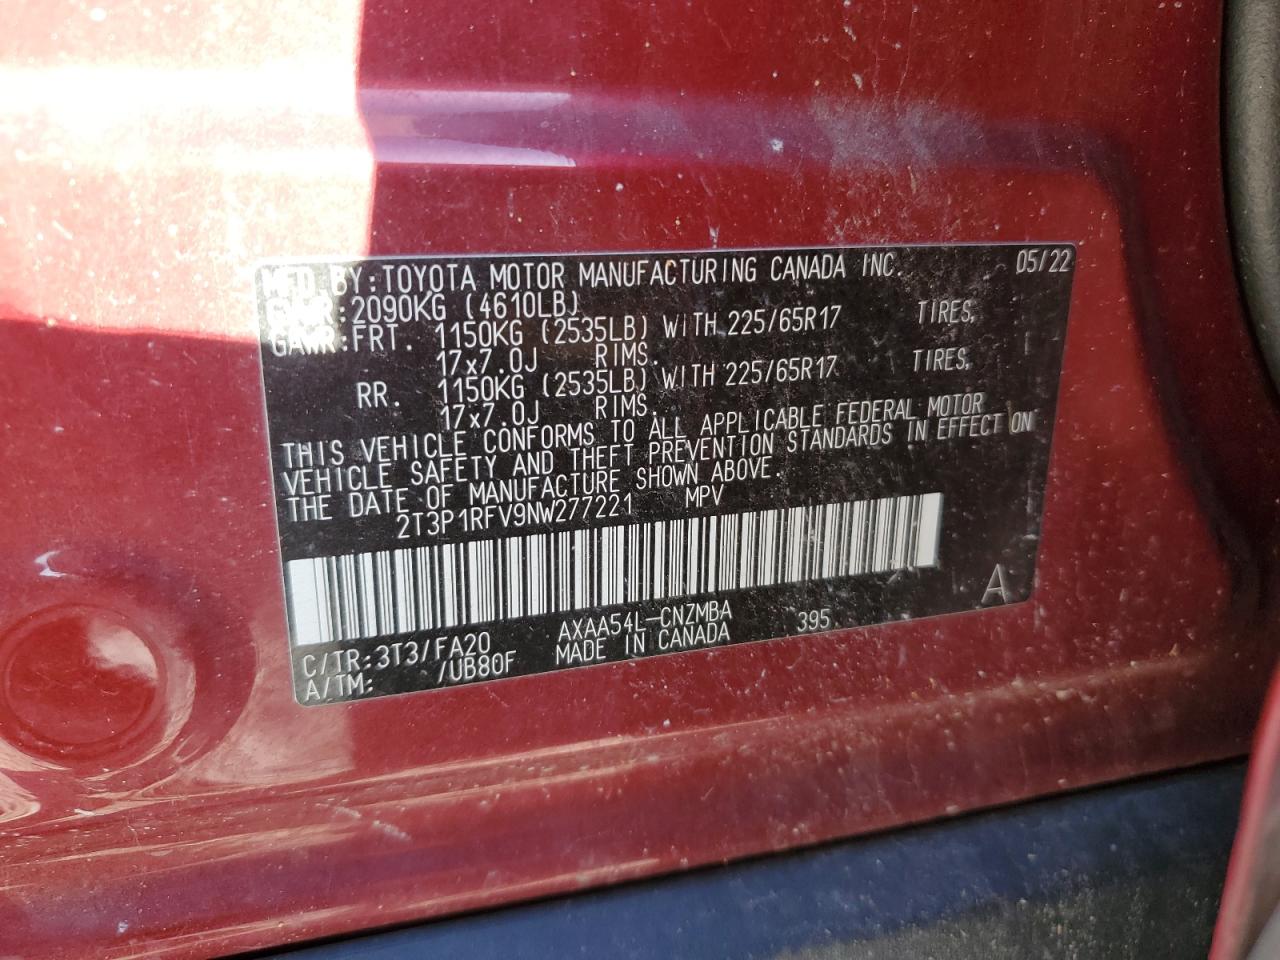 MFD BY:TOYOTA MOTOR MANUFACTURING CANADA INC. 05/22
GVWR:2090KG (4610LB)
GAWR:FRT. 1150KG (2535LB) WITH 225/65R17 TIRES,
17x7.0J RIMS.
RR. 1150KG (2535LB) WITH 225/65R17 TIRES,
17x7.0J RIMS.
THIS VEHICLE CONFORMS TO ALL APPLICABLE FEDERAL MOTOR
VEHICLE SAFETY AND THEFT PREVENTION STANDARDS IN EFFECT ON
THE DATE OF MANUFACTURE SHOWN ABOVE.
2T3P1RFV9NW277221 MPV
A
C/TR:3T3/FA20 AXAA54L-CNZMBA 395
A/TM: /UB80F MADE IN CANADA